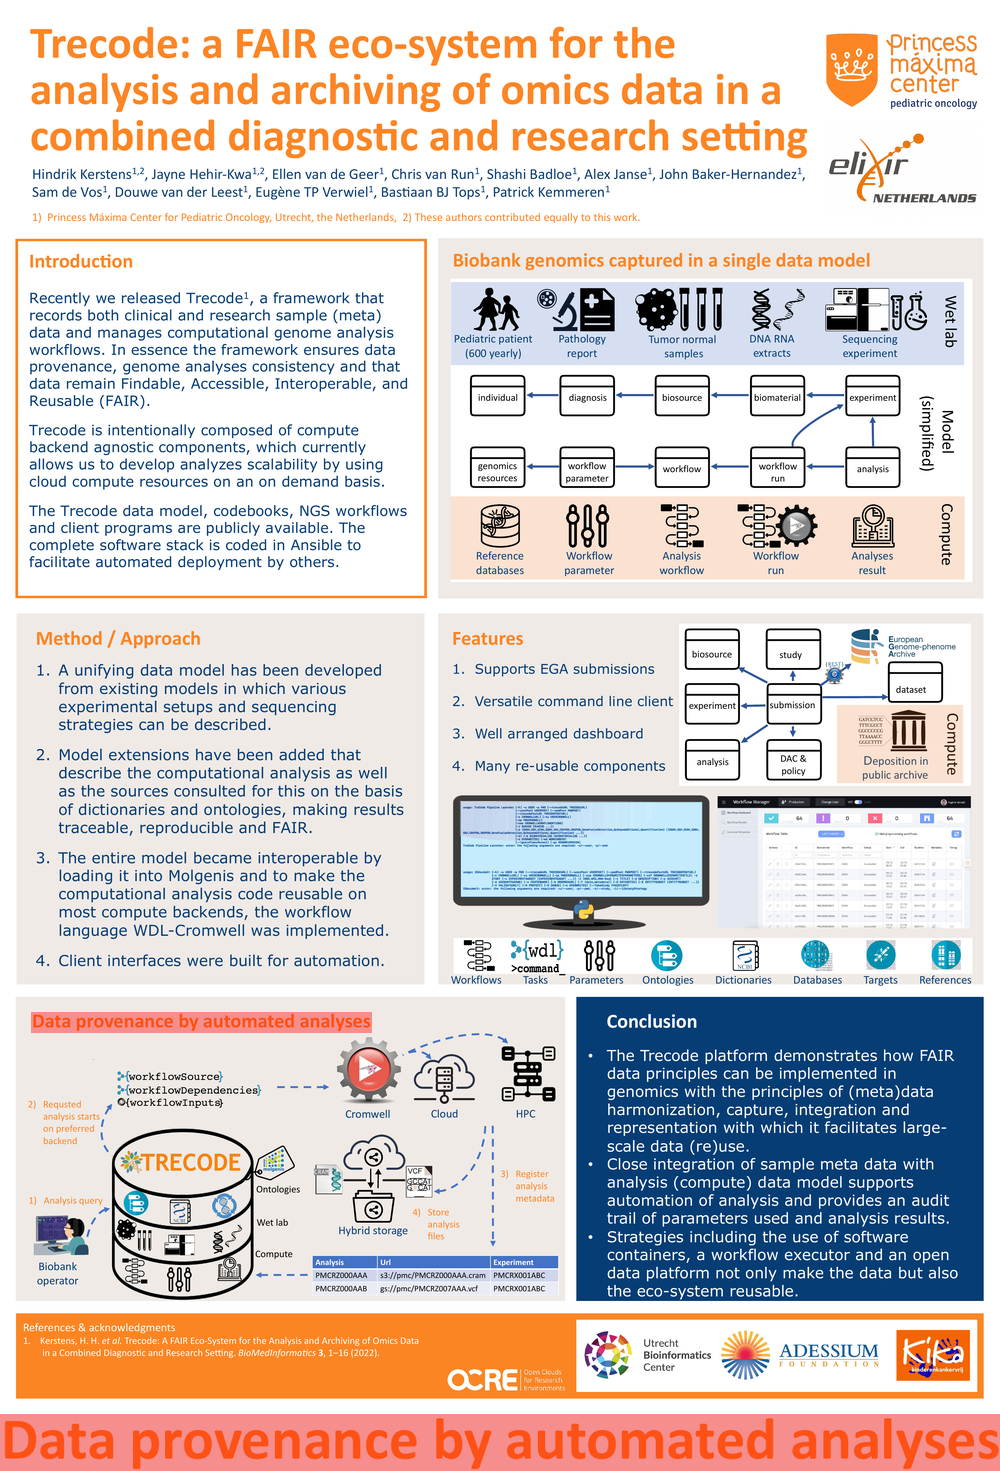 Trecode: a FAIR eco-system for the
analysis and archiving of omics data in a
combined diagnostic and research setting
Hindrik Kerstens1,2, Jayne Hehir-Kwa1,2, Ellen van de Geer1, Chris van Run1, Shashi Badloe1, Alex Janse1, John Baker-Hernandez1,
Sam de Vos1, Douwe van der Leest1, Eugène TP Verwiel1, Bastiaan BJ Tops1, Patrick Kemmeren1
1) Princess Máxima Center for Pediatric Oncology, Utrecht, the Netherlands, 2) These authors contributed equally to this work.
Princess
máxima
center
pediatric oncology
elixir
NETHERLANDS
Introduction
Recently we released Trecode1, a framework that
records both clinical and research sample (meta)
data and manages computational genome analysis
workflows. In essence the framework ensures data
provenance, genome analyses consistency and that
data remain Findable, Accessible, Interoperable, and
Reusable (FAIR).
Trecode is intentionally composed of compute
backend agnostic components, which currently
allows us to develop analyzes scalability by using
cloud compute resources on an on demand basis.
The Trecode data model, codebooks, NGS workflows
and client programs are publicly available. The
complete software stack is coded in Ansible to
facilitate automated deployment by others.
Biobank genomics captured in a single data model
Pediatric patient
(600 yearly)
Pathology
report
Tumor normal
samples
DNA RNA
extracts
Sequencing
experiment
Wet lab
individual
diagnosis
biosource
biomaterial
experiment
genomics
resources
workflow
parameter
workflow
workflow
run
analysis
Model
(simplified)
Reference
databases
Workflow
parameter
Analysis
workflow
Workflow
run
Analyses
result
Compute
Method / Approach
1. A unifying data model has been developed
from existing models in which various
experimental setups and sequencing
strategies can be described.
2. Model extensions have been added that
describe the computational analysis as well
as the sources consulted for this on the basis
of dictionaries and ontologies, making results
traceable, reproducible and FAIR.
3. The entire model became interoperable by
loading it into Molgenis and to make the
computational analysis code reusable on
most compute backends, the workflow
language WDL-Cromwell was implemented.
4. Client interfaces were built for automation.
Features
1. Supports EGA submissions
2. Versatile command line client
3. Well arranged dashboard
4. Many re-usable components
biosource
study
{REST}
European
Genome-phenome
Archive
experiment
submission
dataset
analysis
DAC &
policy
Deposition in
public archive
Compute
Workflow Manager
64
1
0
64
{wdl}
>command_
NCBI
Workflows
Tasks
Parameters
Ontologies
Dictionaries
Databases
Targets
References
Data provenance by automated analyses
{workflowSource}
{workflowDependencies}
{workflowInputs}
Cromwell
Cloud
HPC
2) Requsted
analysis starts
on preferred
backend
TRECODE
molgenis
Ontologies
1) Analysis query
NCBI
Wet lab
Compute
Biobank
operator
CRAM
VCF
Hybrid storage
3) Register
analysis
metadata
4) Store
analysis
files
Analysis Url Experiment
PMCRZ000AAA s3://pmc/PMCRZ000AAA.cram PMCRX001ABC
PMCRZ000AAB gs://pmc/PMCRZ007AAA.vcf PMCRX001ABC
Conclusion
• The Trecode platform demonstrates how FAIR
data principles can be implemented in
genomics with the principles of (meta)data
harmonization, capture, integration and
representation with which it facilitates large-
scale data (re)use.
• Close integration of sample meta data with
analysis (compute) data model supports
automation of analysis and provides an audit
trail of parameters used and analysis results.
• Strategies including the use of software
containers, a workflow executor and an open
data platform not only make the data but also
the eco-system reusable.
References & acknowledgments
1. Kerstens, H. H. et al. Trecode: A FAIR Eco-System for the Analysis and Archiving of Omics Data
in a Combined Diagnostic and Research Setting. BioMedInformatics 3, 1–16 (2022).
OCRE
Open Clouds
for Research
Environments
Utrecht
Bioinformatics
Center
ADESSIUM
FOUNDATION
KiKa
kinderenkankervrij
Data provenance by automated analyses